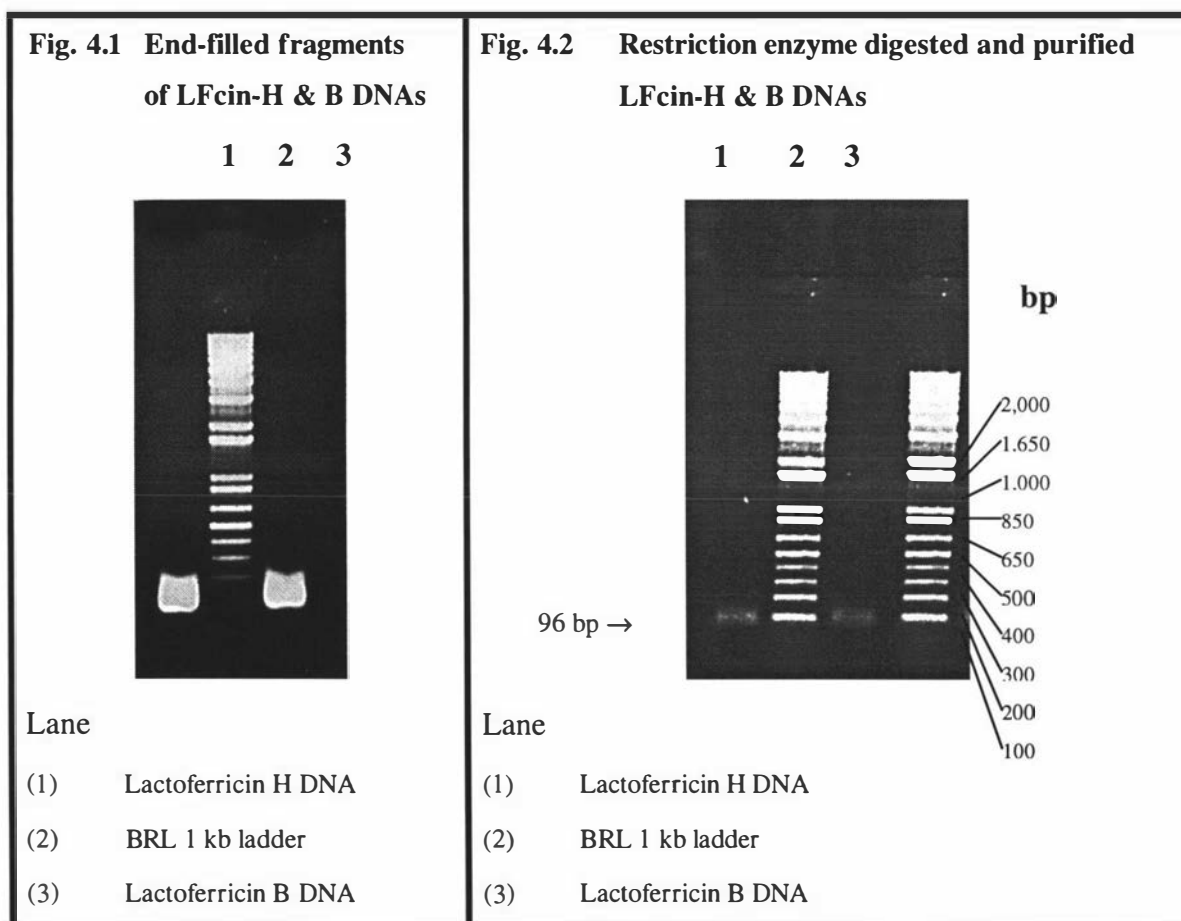 Fig. 4.1 End-filled fragments
of LFcin-H & B DNAs
1 2 3
Lane
(1) Lactoferricin H DNA
(2) BRL 1 kb ladder
(3) Lactoferricin B DNA
Fig. 4.2 Restriction enzyme digested and purified
LFcin-H & B DNAs
1 2 3
bp
2,000
1.650
1.000
850
650
500
400
300
200
100
96 bp →
Lane
(1) Lactoferricin H DNA
(2) BRL 1 kb ladder
(3) Lactoferricin B DNA